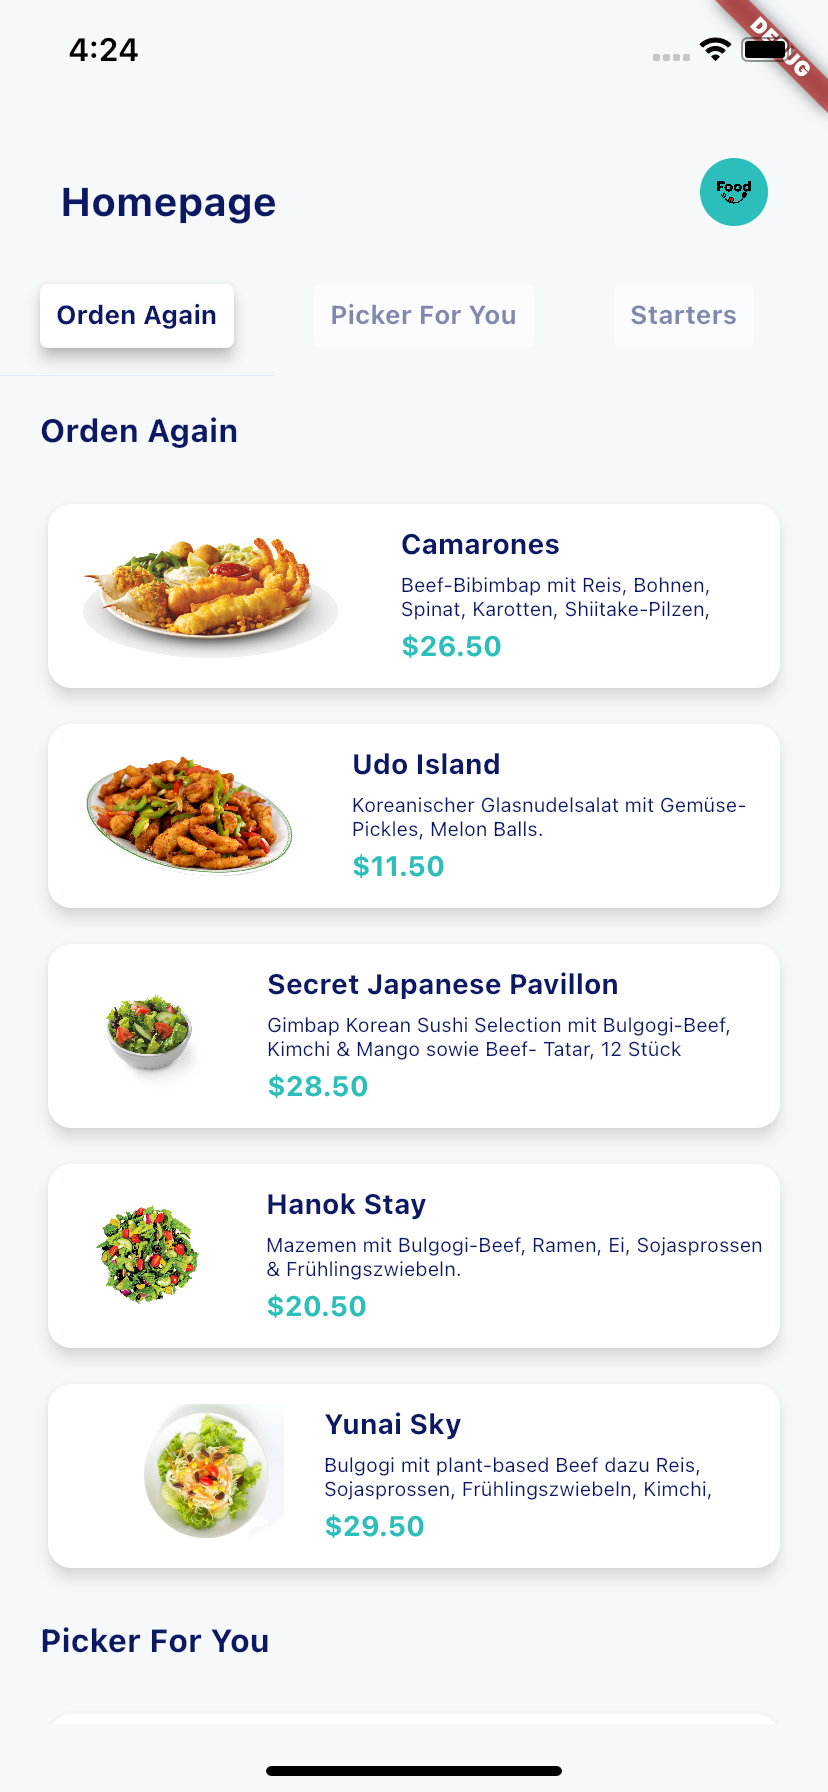 4:24
DEBUG
Homepage
Food
Orden Again
Picker For You
Starters
Orden Again
Camarones
Beef-Bibimbap mit Reis, Bohnen,
Spinat, Karotten, Shiitake-Pilzen,
$26.50
Udo Island
Koreanischer Glasnudelsalat mit Gemüse-
Pickles, Melon Balls.
$11.50
Secret Japanese Pavillon
Gimbap Korean Sushi Selection mit Bulgogi-Beef,
Kimchi & Mango sowie Beef- Tatar, 12 Stück
$28.50
Hanok Stay
Mazemen mit Bulgogi-Beef, Ramen, Ei, Sojasprossen
& Frühlingszwiebeln.
$20.50
Yunai Sky
Bulgogi mit plant-based Beef dazu Reis,
Sojasprossen, Frühlingszwiebeln, Kimchi,
$29.50
Picker For You